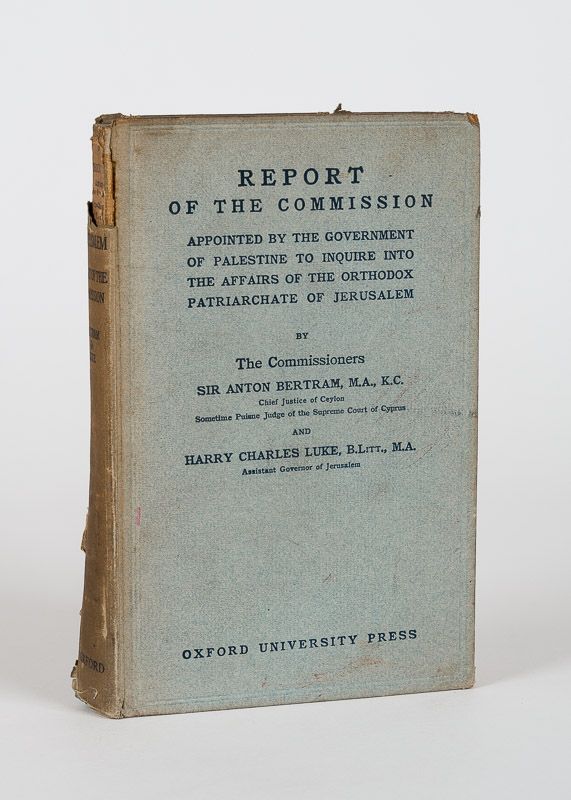 REPORT
OF THE COMMISSION
APPOINTED BY THE GOVERNMENT
OF PALESTINE TO INQUIRE INTO
THE AFFAIRS OF THE ORTHODOX
PATRIARCHATE OF JERUSALEM
BY
The Commissioners
SIR ANTON BERTRAM, M.A., K.C.
Chief Justice of Ceylon
Sometime Puisne Judge of the Supreme Court of Cyprus
AND
HARRY CHARLES LUKE, B.Litt., M.A.
Assistant Governor of Jerusalem
OXFORD UNIVERSITY PRESS